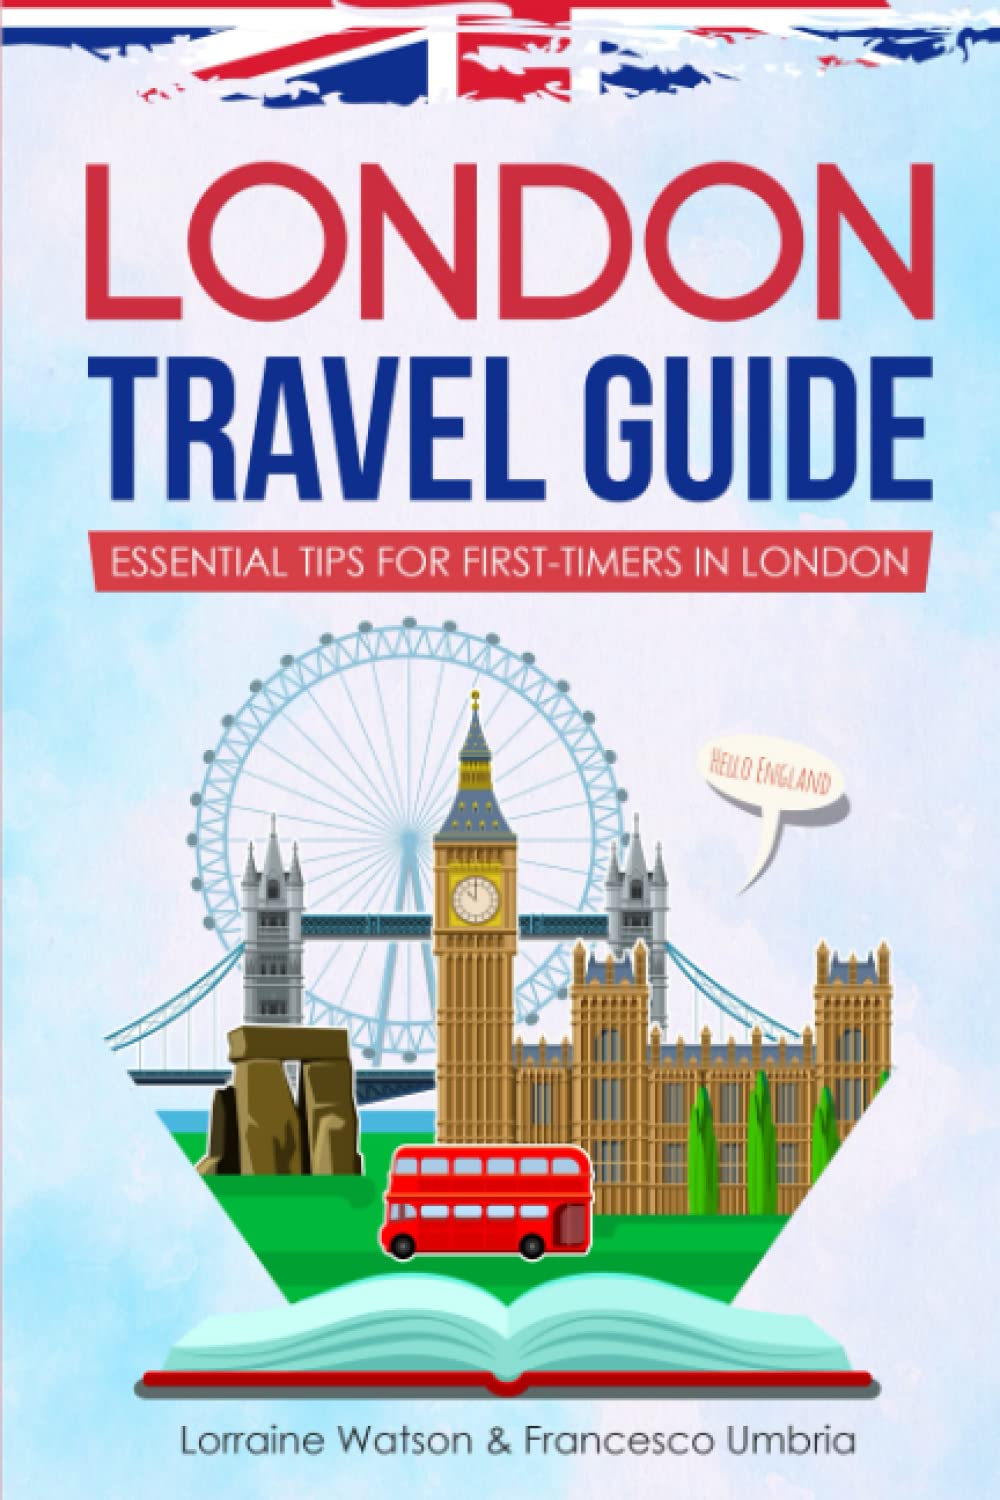 LONDON
TRAVEL GUIDE
ESSENTIAL TIPS FOR FIRST-TIMERS IN LONDON
HELLO ENGLAND
Lorraine Watson & Francesco Umbria